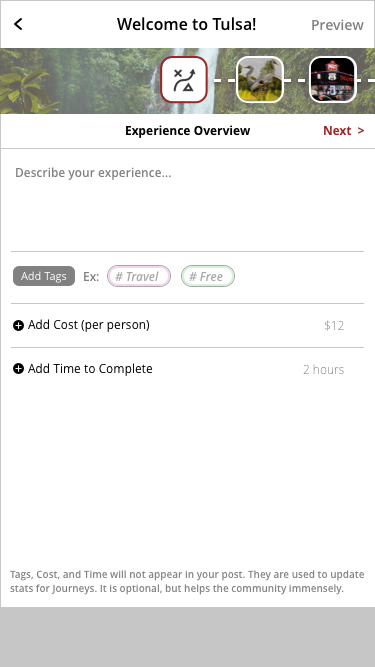 Welcome to Tulsa!
Preview
Experience Overview
Next >
Describe your experience...
Add Tags
Ex:
# Travel
# Free
Add Cost (per person)
$12
Add Time to Complete
2 hours
Tags, Cost, and Time will not appear in your post. They are used to update
stats for Journeys. It is optional, but helps the community immensely.